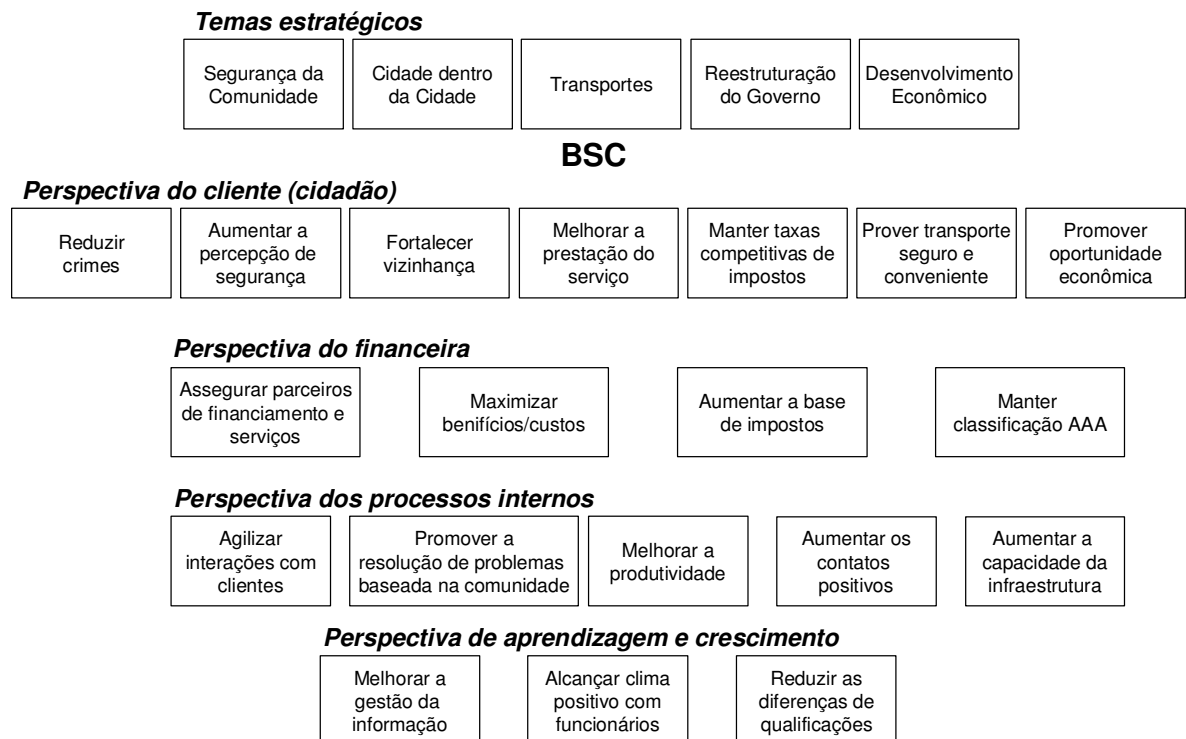 Temas estratégicos
Segurança da
Comunidade
Cidade dentro
da Cidade
Transportes
Reestruturação
do Governo
Desenvolvimento
Econômico
BSC
Perspectiva do cliente (cidadão)
Reduzir
crimes
Aumentar a
percepção de
segurança
Fortalecer
vizinhança
Melhorar a
prestação do
serviço
Manter taxas
competitivas de
impostos
Prover transporte
seguro e
conveniente
Promover
oportunidade
econômica
Perspectiva do financeira
Assegurar parceiros
de financiamento e
serviços
Maximizar
benifícios/custos
Aumentar a base
de impostos
Manter
classificação AAA
Perspectiva dos processos internos
Agilizar
interações com
clientes
Promover a
resolução de problemas
baseada na comunidade
Melhorar a
produtividade
Aumentar os
contatos
positivos
Aumentar a
capacidade da
infraestrutura
Perspectiva de aprendizagem e crescimento
Melhorar a
gestão da
informação
Alcançar clima
positivo com
funcionários
Reduzir as
diferenças de
qualificações